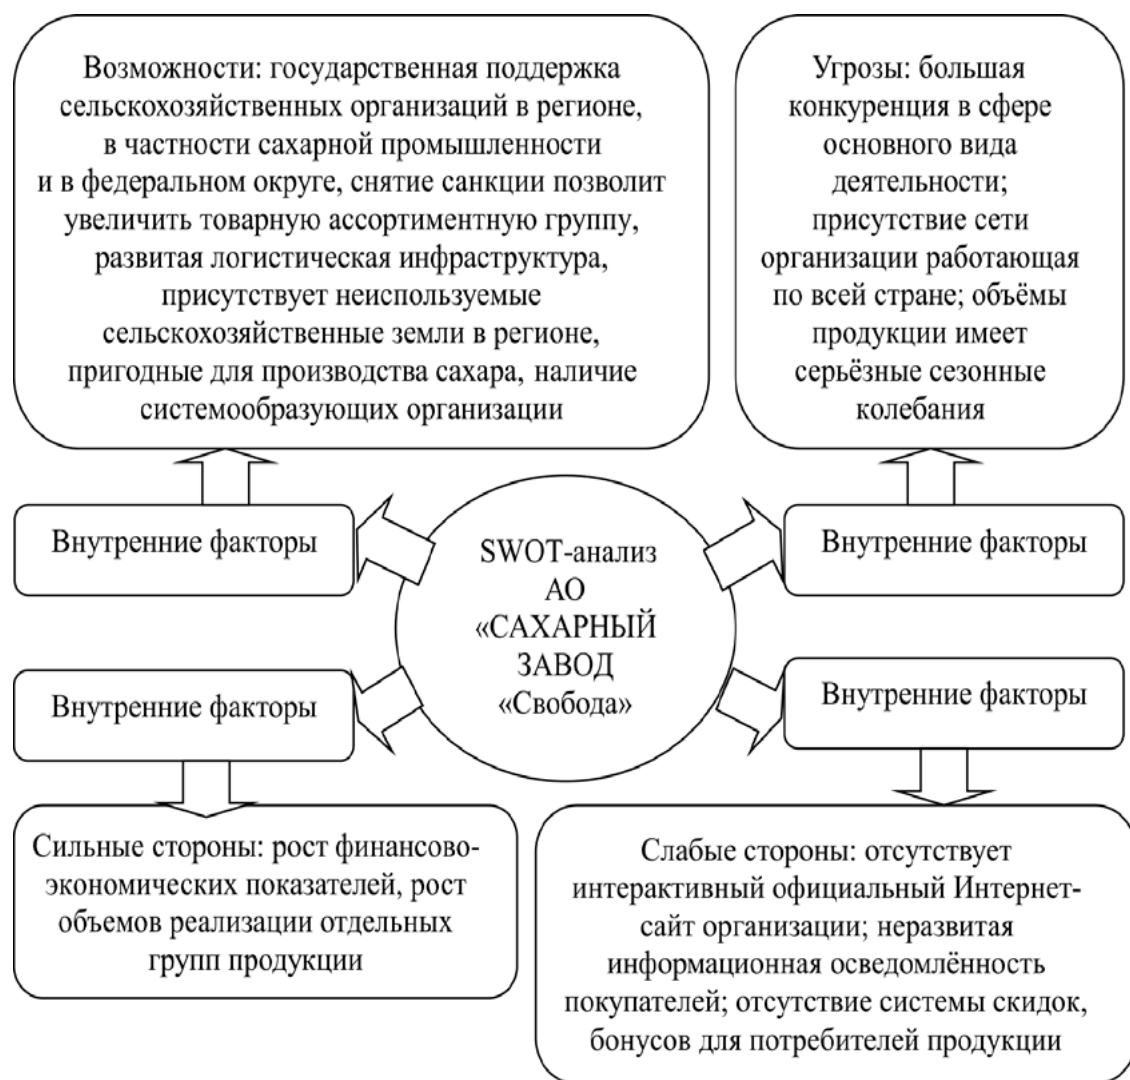 Возможности: государственная поддержка
сельскохозяйственных организаций в регионе,
в частности сахарной промышленности
и в федеральном округе, снятие санкции позволит
увеличить товарную ассортиментную группу,
развитая логистическая инфраструктура,
присутствует неиспользуемые
сельскохозяйственные земли в регионе,
пригодные для производства сахара, наличие
системообразующих организации
Угрозы: большая
конкуренция в сфере
основного вида
деятельности;
присутствие сети
организации работающая
по всей стране; объёмы
продукции имеет
серьёзные сезонные
колебания
Внутренние факторы
SWOT-анализ
АО
«САХАРНЫЙ
ЗАВОД
«Свобода»
Внутренние факторы
Внутренние факторы
Внутренние факторы
Сильные стороны: рост финансово-
экономических показателей, рост
объемов реализации отдельных
групп продукции
Слабые стороны: отсутствует
интерактивный официальный Интернет-
сайт организации; неразвитая
информационная осведомлённость
покупателей; отсутствие системы скидок,
бонусов для потребителей продукции